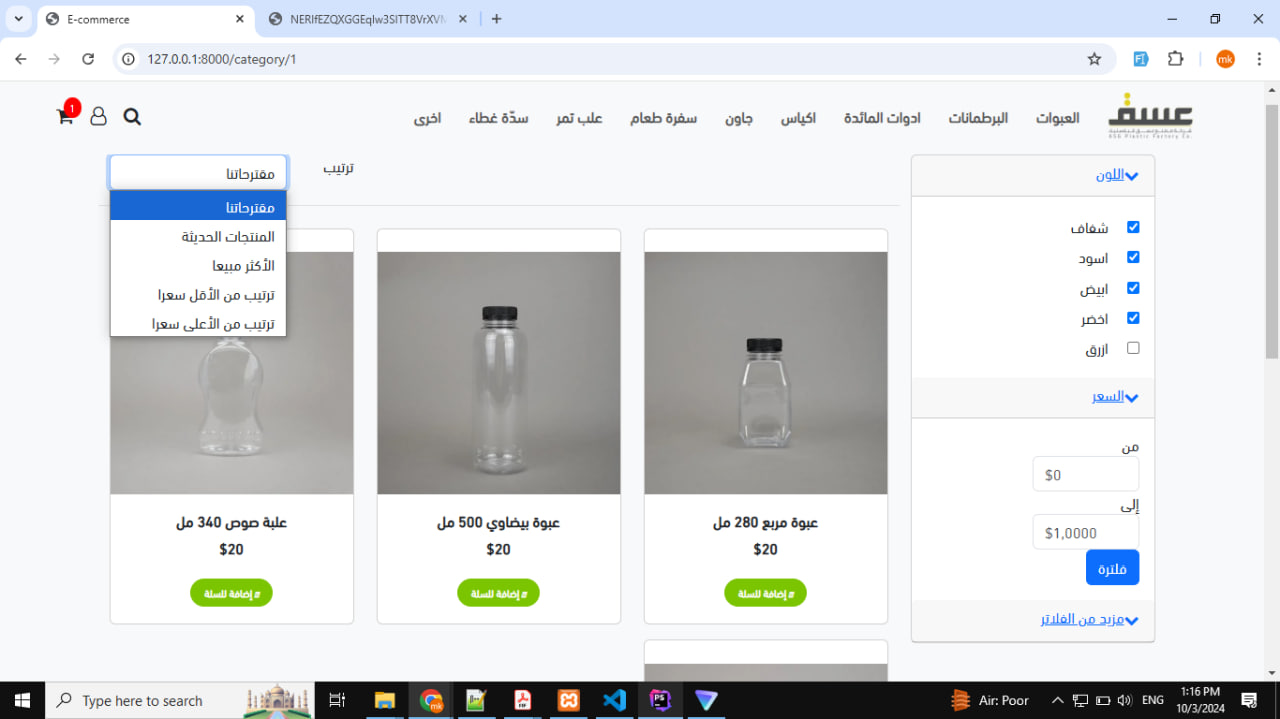 E-commerce
NERIfEZQXGGEqIw3SITT8VrXVN
127.0.0.1:8000/category/1
mk
عسف
ASG Plastic Factory Co.
العبوات
البرطمانات
ادوات المائدة
اكياس
جاون
سفرة طعام
علب تمر
سدّة غطاء
اخرى
1
ترتيب
مقترحاتنا
مقترحاتنا
المنتجات الحديثة
الأكثر مبيعا
ترتيب من الأقل سعرا
ترتيب من الأعلى سعرا
اللون
شفاف
اسود
ابيض
اخضر
ازرق
السعر
من
$0
إلى
$1,0000
فلترة
مزيد من الفلاتر
عبوة مربع 280 مل
$20
# إضافة للسلة
عبوة بيضاوي 500 مل
$20
# إضافة للسلة
علبة صوص 340 مل
$20
# إضافة للسلة
Type here to search
Air: Poor
ENG
1:16 PM
10/3/2024